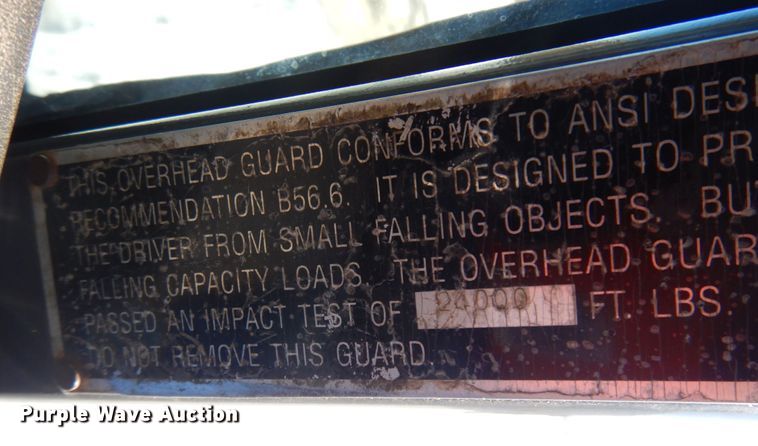 THIS OVERHEAD GUARD CONFORMS TO ANSI DESI
RECOMMENDATION B56.6. IT IS DESIGNED TO PR
THE DRIVER FROM SMALL FALLING OBJECTS. BUT
FALLING CAPACITY LOADS. THE OVERHEAD GUAR
PASSED AN IMPACT TEST OF 24000 FT. LBS.
DO NOT REMOVE THIS GUARD.
Purple Wave Auction